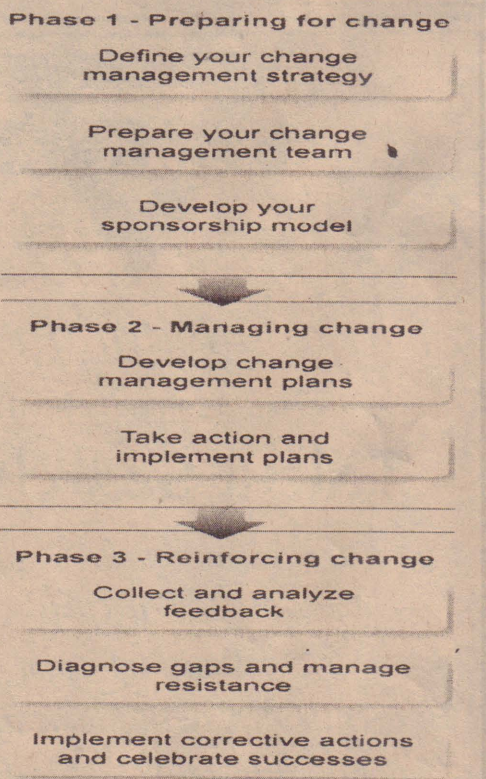 Phase 1 - Preparing for change
Define your change
management strategy
Prepare your change
management team
Develop your
sponsorship model
Phase 2 - Managing change
Develop change
management plans
Take action and
implement plans
Phase 3 - Reinforcing change
Collect and analyze
feedback
Diagnose gaps and manage
resistance
Implement corrective actions
and celebrate successes